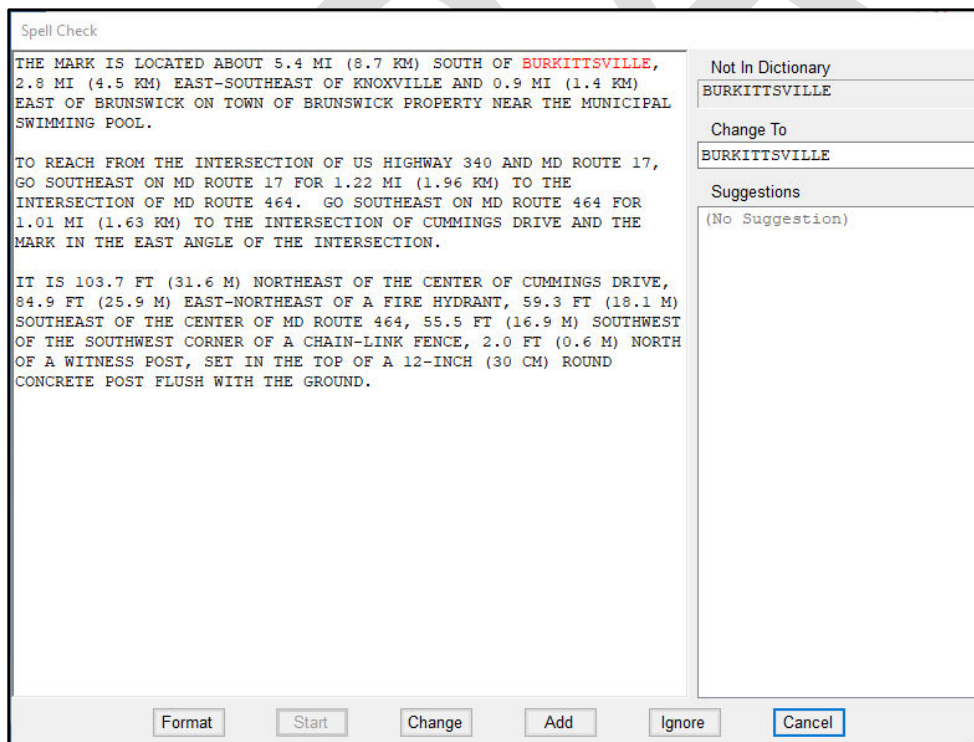 Spell Check
THE MARK IS LOCATED ABOUT 5.4 MI (8.7 KM) SOUTH OF BURKITTSVILLE,
2.8 MI (4.5 KM) EAST-SOUTHEAST OF KNOXVILLE AND 0.9 MI (1.4 KM)
EAST OF BRUNSWICK ON TOWN OF BRUNSWICK PROPERTY NEAR THE MUNICIPAL
SWIMMING POOL.
TO REACH FROM THE INTERSECTION OF US HIGHWAY 340 AND MD ROUTE 17,
GO SOUTHEAST ON MD ROUTE 17 FOR 1.22 MI (1.96 KM) TO THE
INTERSECTION OF MD ROUTE 464.  GO SOUTHEAST ON MD ROUTE 464 FOR
1.01 MI (1.63 KM) TO THE INTERSECTION OF CUMMINGS DRIVE AND THE
MARK IN THE EAST ANGLE OF THE INTERSECTION.
IT IS 103.7 FT (31.6 M) NORTHEAST OF THE CENTER OF CUMMINGS DRIVE,
84.9 FT (25.9 M) EAST-NORTHEAST OF A FIRE HYDRANT, 59.3 FT (18.1 M)
SOUTHEAST OF THE CENTER OF MD ROUTE 464, 55.5 FT (16.9 M) SOUTHWEST
OF THE SOUTHWEST CORNER OF A CHAIN-LINK FENCE, 2.0 FT (0.6 M) NORTH
OF A WITNESS POST, SET IN THE TOP OF A 12-INCH (30 CM) ROUND
CONCRETE POST FLUSH WITH THE GROUND.
Not In Dictionary
BURKITTSVILLE
Change To
BURKITTSVILLE
Suggestions
(No Suggestion)
Format Start Change Add Ignore Cancel